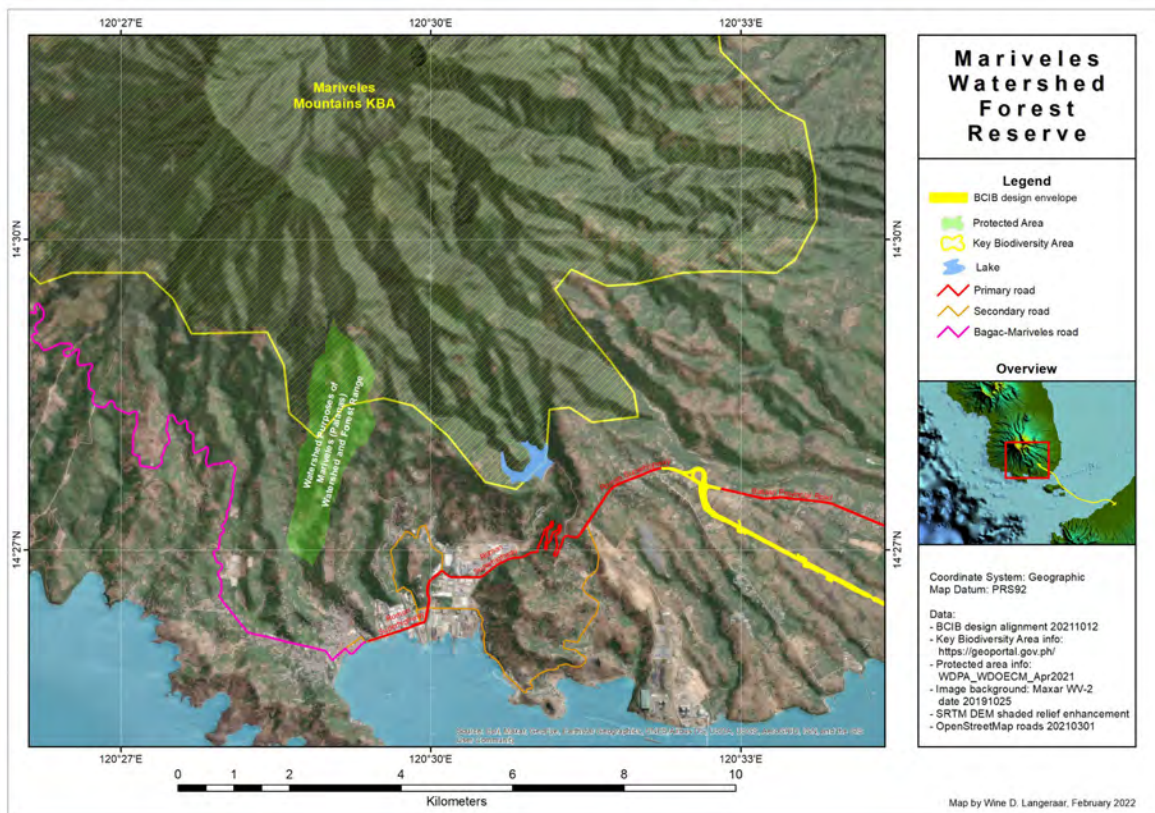 120°27'E
120°30'E
120°33'E
Mariveles
Mountains KBA
14°30'N
14°30'N
Watershed Purposes of
Mariveles (Palanas)
Watershed and Forest Range
14°27'N
14°27'N
Roman
120°27'E
120°30'E
120°33'E
0 1 2 4 6 8 10
Kilometers
Mariveles
Watershed
Forest
Reserve
Legend
BCIB design envelope
Protected Area
Key Biodiversity Area
Lake
Primary road
Secondary road
Bagac-Mariveles road
Overview
Coordinate System: Geographic
Map Datum: PRS92
Data:
- BCIB design alignment 20211012
- Key Biodiversity Area info:
https://geoportal.gov.ph/
- Protected area info:
WDPA_WDOECM_Apr2021
- Image background: Maxar WV-2
date 20191025
- SRTM DEM shaded relief enhancement
- OpenStreetMap roads 20210301
Map by Wine D. Langeraar, February 2022